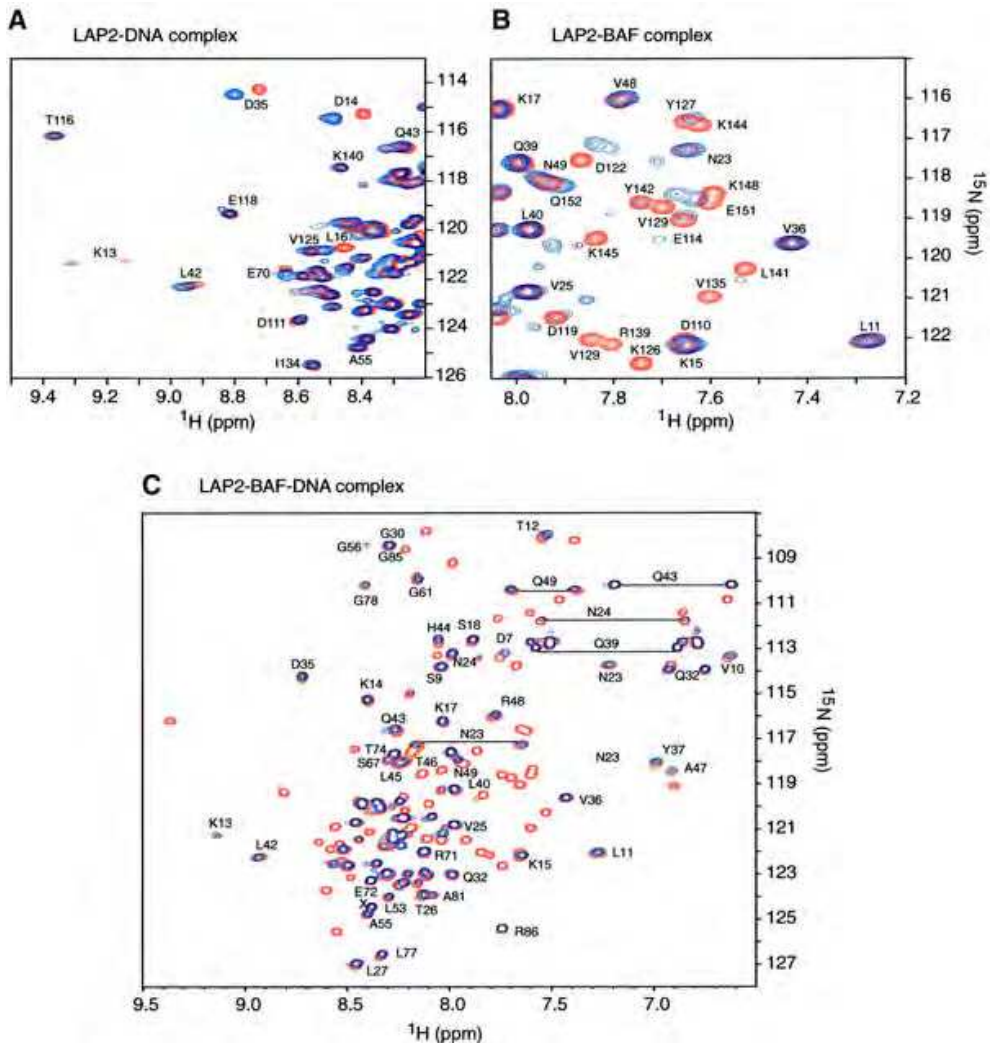 A
LAP2-DNA complex
T116
D35
D14
Q43
K140
E118
V125
L161
K13
L42
E70
D111
I134
A55
114
116
118
120
122
124
126
9.4
9.2
9.0
8.8
8.6
8.4
¹H (ppm)
B
LAP2-BAF complex
K17
V48
Y127
K144
Q39
N49
D122
N23
Q152
Y142
K148
E151
L40
V129
K145
E114
V36
V25
V135
L141
D119
R139
D110
V129
K126
K15
L11
116
117
118
119
120
121
122
¹⁵N (ppm)
8.0
7.8
7.6
7.4
7.2
¹H (ppm)
C
LAP2-BAF-DNA complex
T12
G30
G56
G85
G78
G61
Q49
Q43
N24
H44
S18
D7
Q39
D35
N24
S9
N23
Q32
V10
K14
K17
R48
Q43
N23
T74
T46
N23
Y37
S67
L45
N49
A47
L40
V36
K13
L42
V25
R71
K15
L11
E72
Q32
X
L53
T26
A81
A55
R86
L77
L27
109
111
113
115
117
119
121
123
125
127
¹⁵N (ppm)
9.5
9.0
8.5
8.0
7.5
7.0
¹H (ppm)